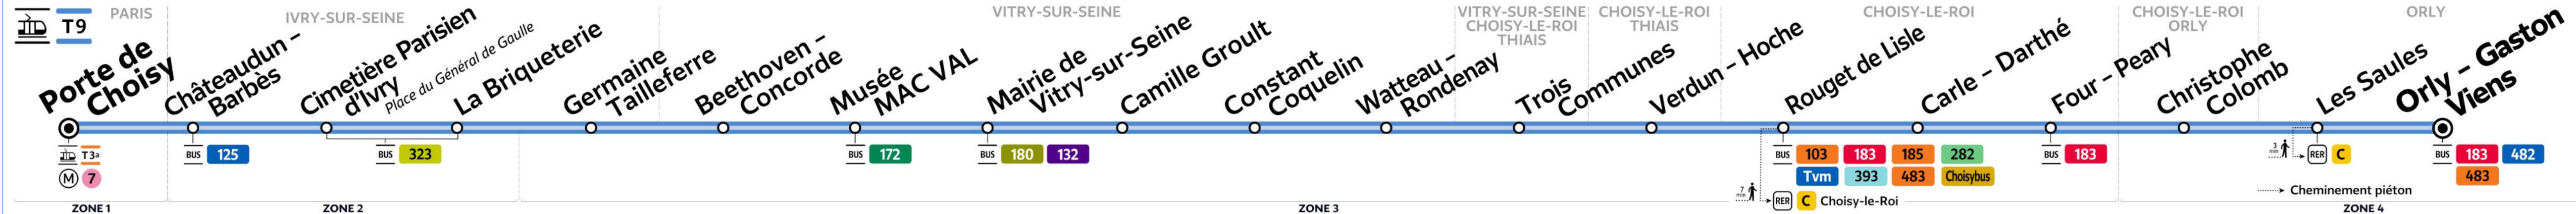 T9
PARIS
IVRY-SUR-SEINE
VITRY-SUR-SEINE
VITRY-SUR-SEINE
CHOISY-LE-ROI
THIAIS
CHOISY-LE-ROI
THIAIS
CHOISY-LE-ROI
CHOISY-LE-ROI
ORLY
ORLY
Porte de
Choisy
Châteaudun –
Barbès
Cimetière Parisien
d'Ivry
Place du Général de Gaulle
La Briqueterie
Germaine
Tailleferre
Beethoven –
Concorde
Musée
MAC VAL
Mairie de
Vitry-sur-Seine
Camille Groult
Constant
Coquelin
Watteau –
Rondenay
Trois
Communes
Verdun – Hoche
Rouget de Lisle
Carle – Darthé
Four – Peary
Christophe
Colomb
Les Saules
Orly – Gaston
Viens
T3a
M 7
BUS 125
BUS 323
BUS 172
BUS 180 132
BUS 103 183 185 282
Tvm 393 483 Choisybus
7
min
RER C Choisy-le-Roi
BUS 183
3
min
RER C
BUS 183 482
483
Cheminement piéton
ZONE 1
ZONE 2
ZONE 3
ZONE 4